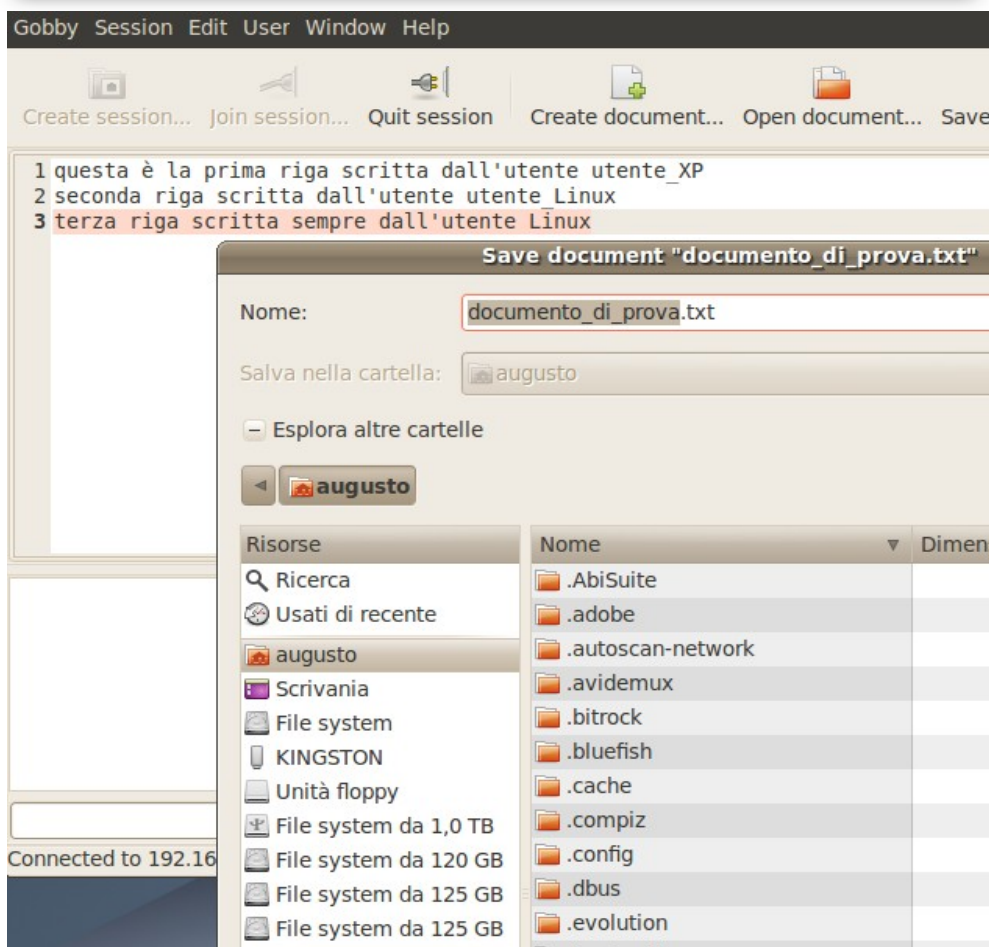 Gobby Session Edit User Window Help
Create session... Join session... Quit session Create document... Open document... Save
1 questa è la prima riga scritta dall'utente utente_XP
2 seconda riga scritta dall'utente utente_Linux
3 terza riga scritta sempre dall'utente Linux
Save document "documento_di_prova.txt"
Nome: documento_di_prova.txt
Salva nella cartella: augusto
Esplora altre cartelle
augusto
Risorse Nome Dimens
Ricerca .AbiSuite
Usati di recente .adobe
augusto .autoscan-network
Scrivania .avidemux
File system .bitrock
KINGSTON .bluefish
Unità floppy .cache
File system da 1,0 TB .compiz
File system da 120 GB .config
File system da 125 GB .dbus
File system da 125 GB .evolution
Connected to 192.16